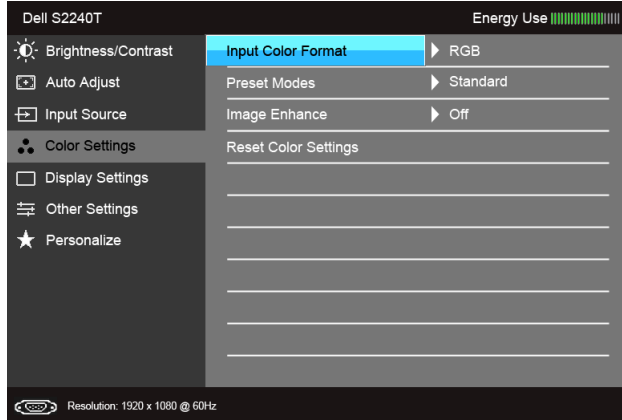 Dell S2240T Energy Use
Brightness/Contrast
Auto Adjust
Input Source
Color Settings
Display Settings
Other Settings
Personalize
Input Color Format RGB
Preset Modes Standard
Image Enhance Off
Reset Color Settings
Resolution: 1920 x 1080 @ 60Hz